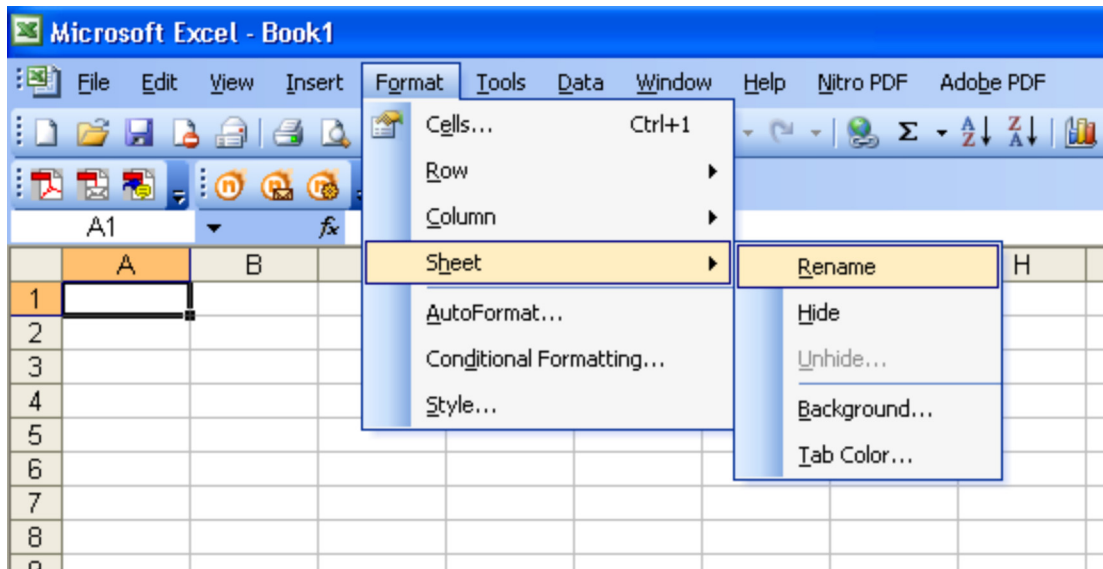 Microsoft Excel - Book1
File Edit View Insert Format Tools Data Window Help Nitro PDF Adobe PDF
Cells... Ctrl+1
Σ A Z Z A
Row
n n n
Column
A1 fx
Sheet
Rename
A B H
1
AutoFormat...
Hide
2
Conditional Formatting...
Unhide...
3
Style...
Background...
4
Tab Color...
5
6
7
8